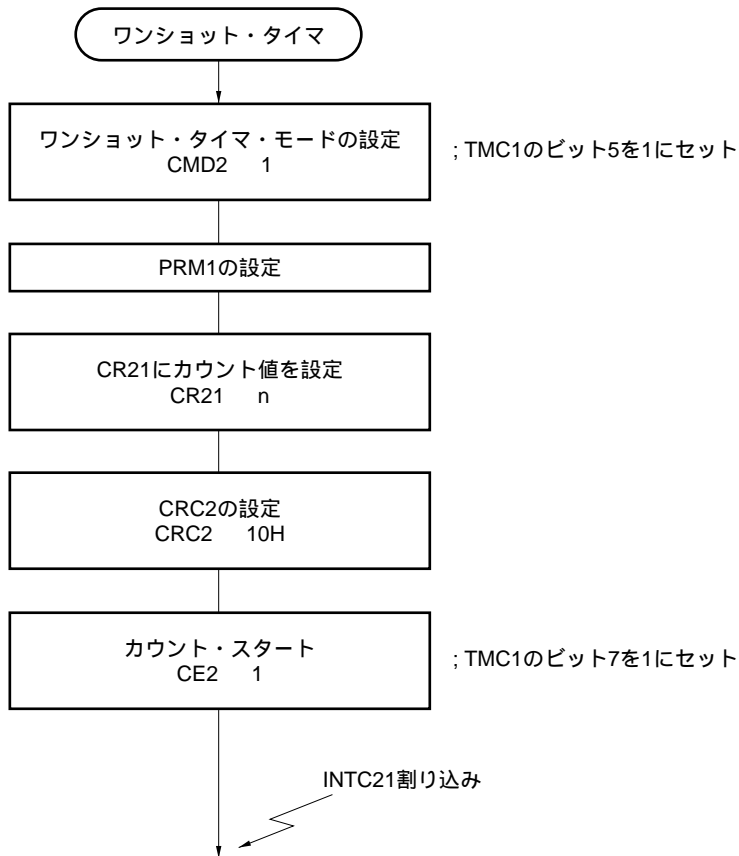 ワンショット・タイマ
ワンショット・タイマ・モードの設定
CMD2 1
; TMC1のビット5を1にセット
PRM1の設定
CR21にカウント値を設定
CR21 n
CRC2の設定
CRC2 10H
カウント・スタート
CE2 1
; TMC1のビット7を1にセット
INTC21割り込み